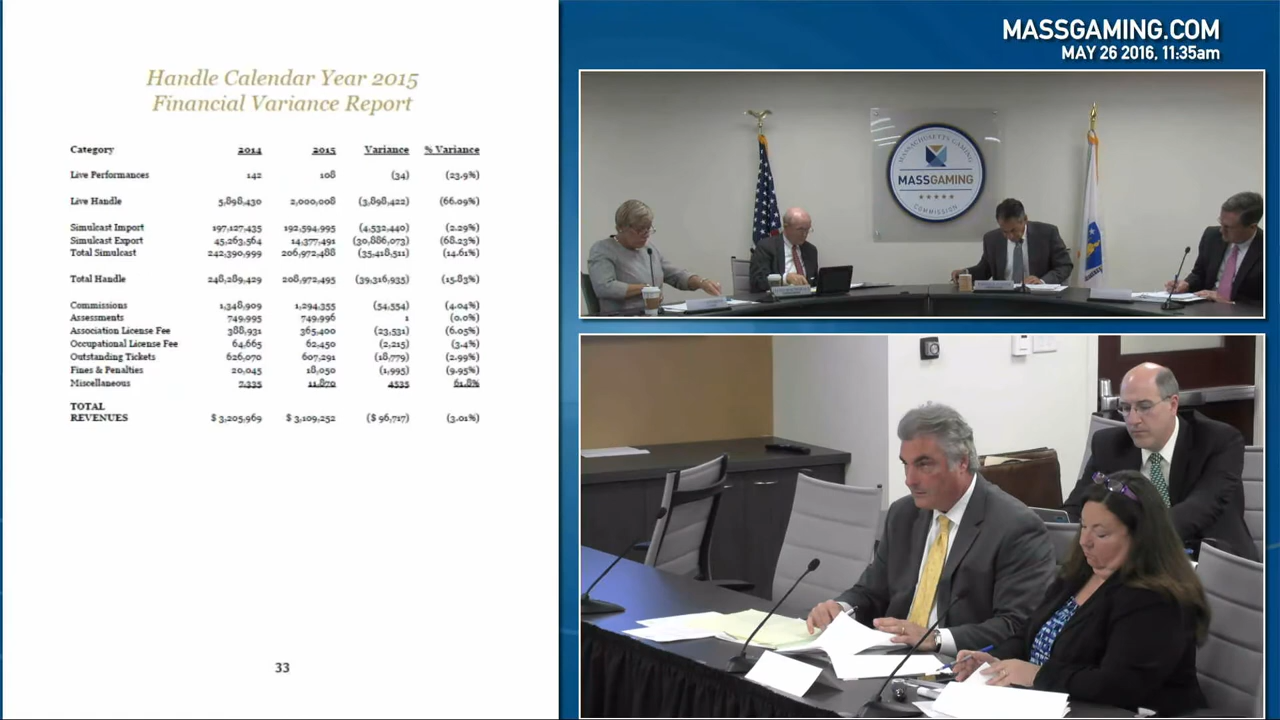 Handle Calendar Year 2015
Financial Variance Report
Category 2014 2015 Variance % Variance
Live Performances 142 108 (34) (23.9%)
Live Handle 5,898,430 2,000,008 (3,898,422) (66.09%)
Simulcast Import 197,127,435 192,594,995 (4,532,440) (2.29%)
Simulcast Export 45,263,564 14,377,491 (30,886,073) (68.23%)
Total Simulcast 242,390,999 206,972,488 (35,418,511) (14.61%)
Total Handle 248,289,429 208,972,495 (39,316,935) (15.83%)
Commissions 1,348,909 1,294,355 (54,554) (4.04%)
Assessments 749,995 749,996 1 (0.0%)
Association License Fee 388,931 365,400 (23,531) (6.05%)
Occupational License Fee 64,665 62,450 (2,215) (3.4%)
Outstanding Tickets 626,070 607,291 (18,779) (2.99%)
Fines & Penalties 20,045 18,050 (1,995) (9.95%)
Miscellaneous 7,335 11,870 4535 61.8%
TOTAL
REVENUES $ 3,205,969 $ 3,109,252 ($ 96,717) (3.01%)
33
MASSGAMING.COM
MAY 26 2016, 11:35am
MASSACHUSETTS GAMING
MASSGAMING
COMMISSION